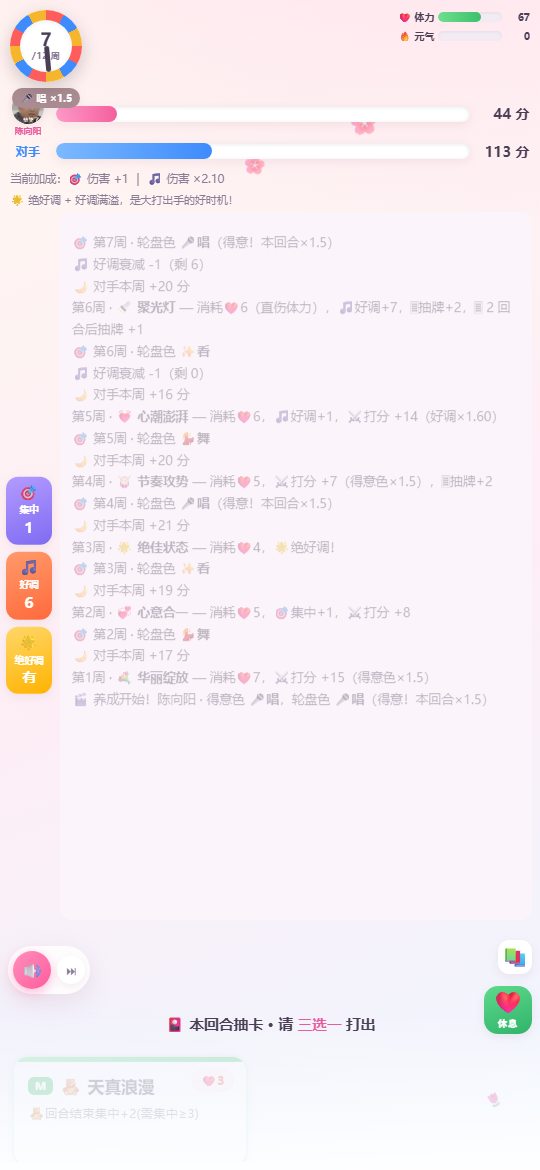 7
/12周
🎤 唱 ×1.5
❤️ 体力 67
🔥 元气 0
陈向阳 44 分
对手 113 分
当前加成: 🎯 伤害 +1 | 🎵 伤害 ×2.10
🌟 绝好调 + 好调满溢，是大打出手的好时机!
🎯 第7周 · 轮盘色 🎤唱（得意！本回合×1.5）
🎵 好调衰减 -1（剩 6）
🌙 对手本周 +20 分
第6周 · 聚光灯 — 消耗❤️6（直伤体力），🎵好调+7，抽牌+2，2 回
合后抽牌 +1
🎯 第6周 · 轮盘色 ✨看
🎵 好调衰减 -1（剩 0）
🌙 对手本周 +16 分
第5周 · 💓 心潮澎湃 — 消耗❤️6，🎵好调+1，⚔️打分 +14（好调×1.60）
🎯 第5周 · 轮盘色 💃舞
🌙 对手本周 +20 分
第4周 · 节奏攻势 — 消耗❤️5，⚔️打分 +7（得意色×1.5），抽牌+2
🎯 第4周 · 轮盘色 🎤唱（得意！本回合×1.5）
🌙 对手本周 +21 分
第3周 · 🌟 绝佳状态 — 消耗❤️4，🌟绝好调!
🎯 第3周 · 轮盘色 ✨看
🌙 对手本周 +19 分
第2周 · 💞 心意合一 — 消耗❤️5，🎯集中+1，⚔️打分 +8
🎯 第2周 · 轮盘色 💃舞
🌙 对手本周 +17 分
第1周 · 💐 华丽绽放 — 消耗❤️7，⚔️打分 +15（得意色×1.5）
🎬 养成开始！陈向阳 · 得意色 🎤唱，轮盘色 🎤唱（得意！本回合×1.5）
集中
1
好调
6
绝好调
有
休息
本回合抽卡 • 请 三选一 打出
M 🧸 天真浪漫 ❤️3
🧸回合结束集中+2(需集中≥3)